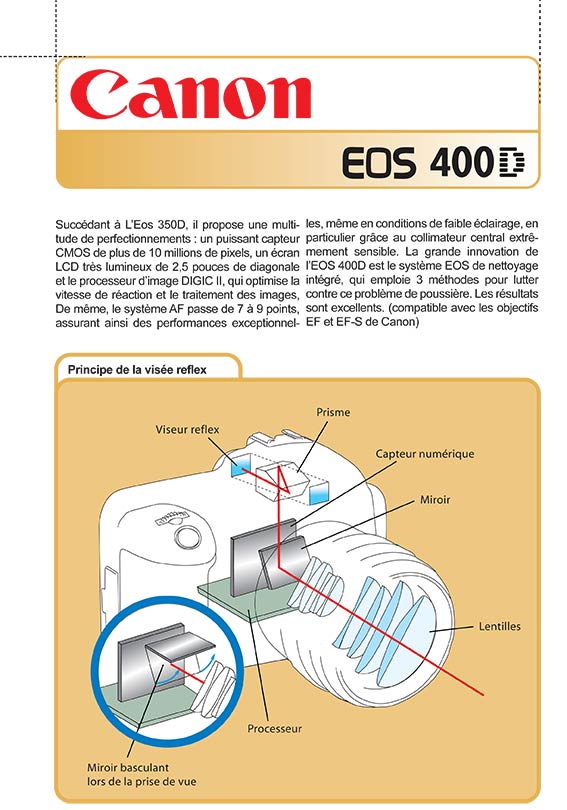 Canon
EOS 400D
Succédant à L'Eos 350D, il propose une multi-
tude de perfectionnements : un puissant capteur
CMOS de plus de 10 millions de pixels, un écran
LCD très lumineux de 2,5 pouces de diagonale
et le processeur d'image DIGIC II, qui optimise la
vitesse de réaction et le traitement des images,
De même, le système AF passe de 7 à 9 points,
assurant ainsi des performances exceptionnel-
les, même en conditions de faible éclairage, en
particulier grâce au collimateur central extrê-
mement sensible. La grande innovation de
l'EOS 400D est le système EOS de nettoyage
intégré, qui emploie 3 méthodes pour lutter
contre ce problème de poussière. Les résultats
sont excellents. (compatible avec les objectifs
EF et EF-S de Canon)
Principe de la visée reflex
Prisme
Viseur reflex
Capteur numérique
Miroir
Lentilles
Processeur
Miroir basculant
lors de la prise de vue